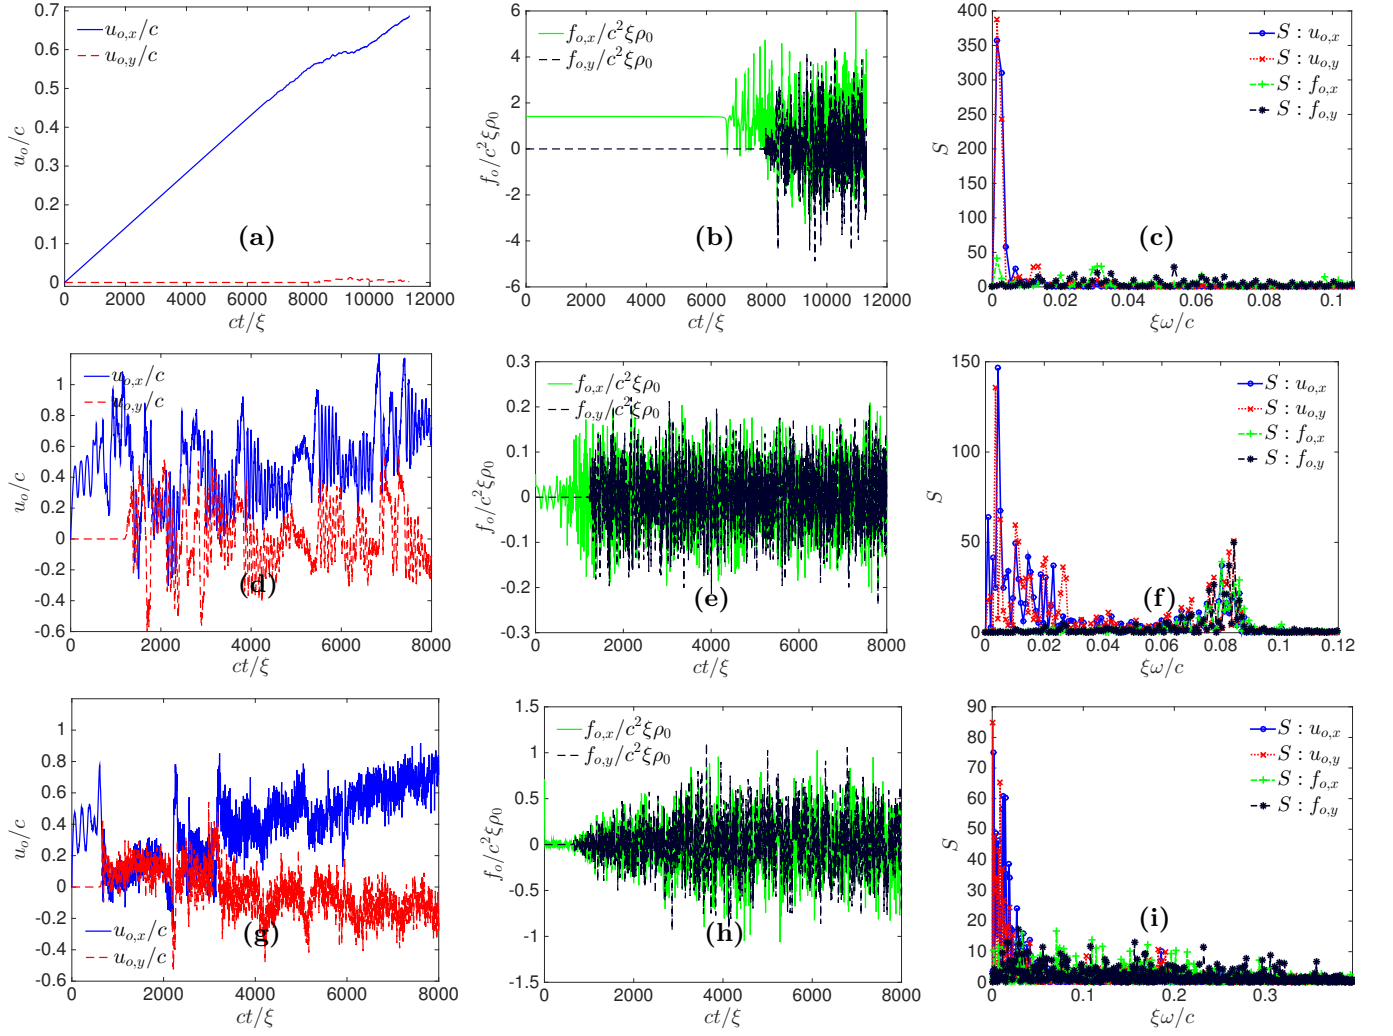 0.7
0.6
0.5
0.4
0.3
0.2
0.1
0
u_{o,x}/c
u_{o,y}/c
u_o/c
(a)
0 2000 4000 6000 8000 10000 12000
ct/ξ
6
4
2
0
-2
-4
-6
f_{o,x}/c²ξρ₀
f_{o,y}/c²ξρ₀
f_o/c²ξρ₀
(b)
0 2000 4000 6000 8000 10000 12000
ct/ξ
400
350
300
250
200
150
100
50
0
S : u_{o,x}
S : u_{o,y}
S : f_{o,x}
S : f_{o,y}
S
(c)
0 0.02 0.04 0.06 0.08 0.1
ξω/c
1
0.8
0.6
0.4
0.2
0
-0.2
-0.4
-0.6
u_{o,x}/c
u_{o,y}/c
u_o/c
(d)
0 2000 4000 6000 8000
ct/ξ
0.3
0.2
0.1
0
-0.1
-0.2
-0.3
f_{o,x}/c²ξρ₀
f_{o,y}/c²ξρ₀
f_o/c²ξρ₀
(e)
0 2000 4000 6000 8000
ct/ξ
150
100
50
0
S : u_{o,x}
S : u_{o,y}
S : f_{o,x}
S : f_{o,y}
S
(f)
0 0.02 0.04 0.06 0.08 0.1 0.12
ξω/c
1
0.8
0.6
0.4
0.2
0
-0.2
-0.4
-0.6
u_o/c
u_{o,x}/c
u_{o,y}/c
(g)
0 2000 4000 6000 8000
ct/ξ
1.5
1
0.5
0
-0.5
-1
-1.5
f_{o,x}/c²ξρ₀
f_{o,y}/c²ξρ₀
f_o/c²ξρ₀
(h)
0 2000 4000 6000 8000
ct/ξ
90
80
70
60
50
40
30
20
10
0
S : u_{o,x}
S : u_{o,y}
S : f_{o,x}
S : f_{o,y}
S
(i)
0 0.1 0.2 0.3
ξω/c